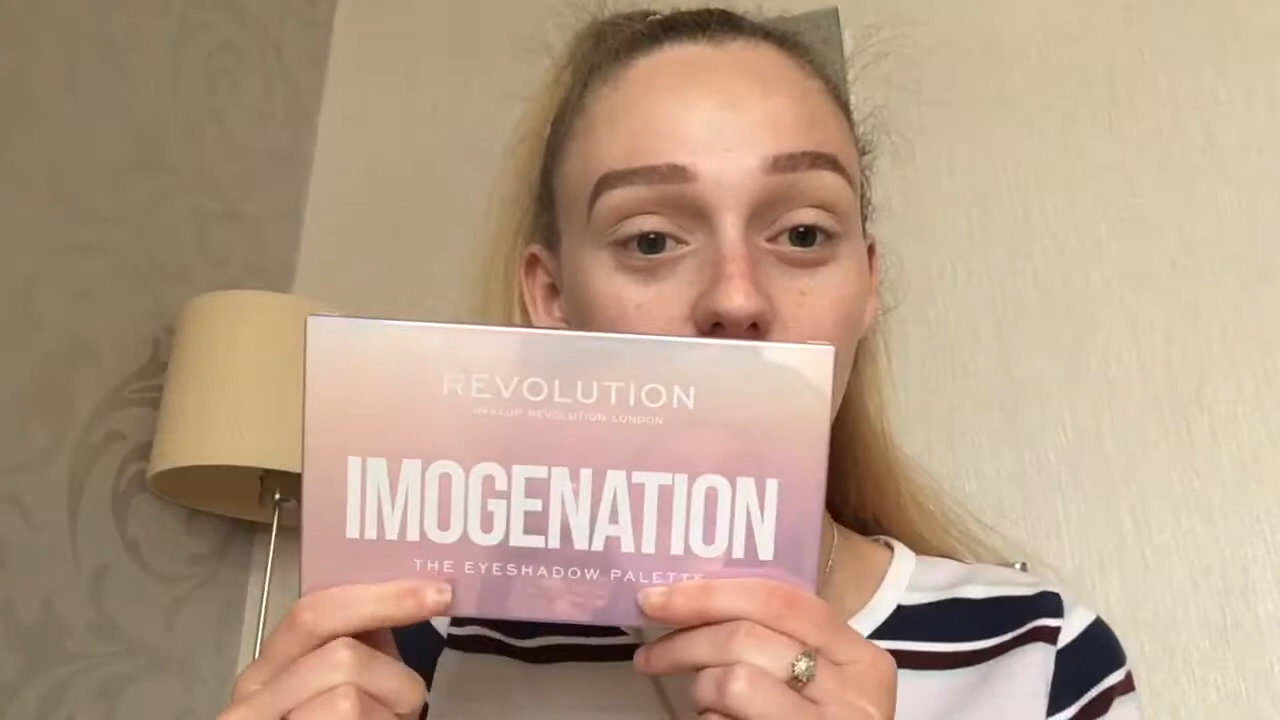 REVOLUTION
MAKEUP REVOLUTION LONDON
IMOGENATION
THE EYESHADOW PALETTE